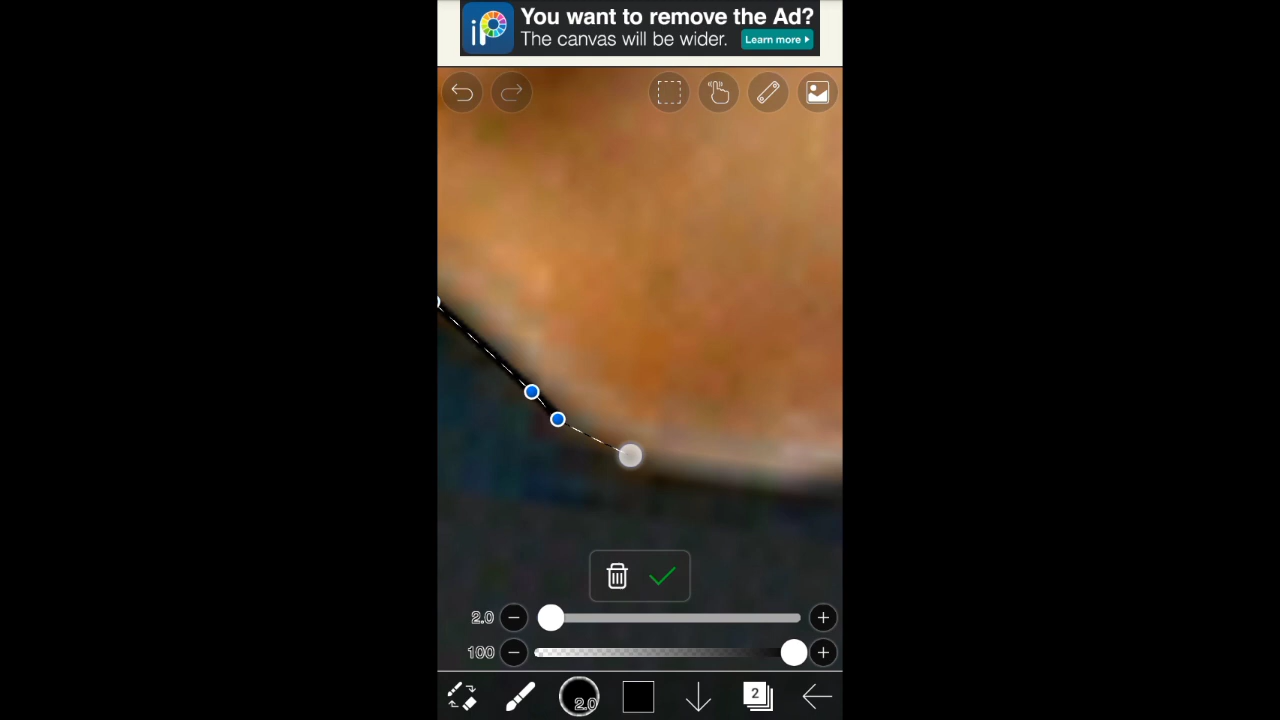 iP
You want to remove the Ad?
The canvas will be wider.
Learn more
2.0
100
2.0
2